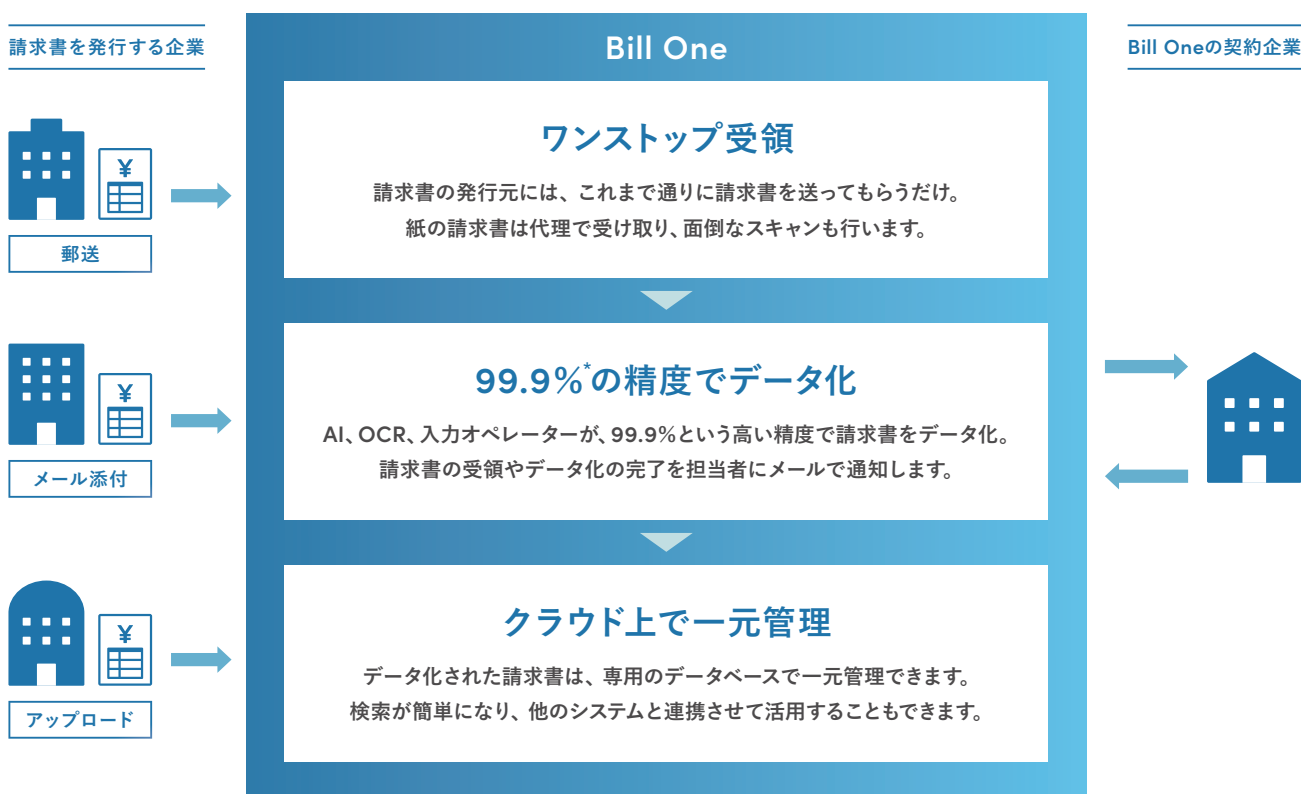 請求書を発行する企業
Bill One
Bill Oneの契約企業
¥
郵送
¥
メール添付
¥
アップロード
ワンストップ受領
請求書の発行元には、これまで通りに請求書を送ってもらうだけ。
紙の請求書は代理で受け取り、面倒なスキャンも行います。
99.9%*の精度でデータ化
AI、OCR、入力オペレーターが、99.9%という高い精度で請求書をデータ化。
請求書の受領やデータ化の完了を担当者にメールで通知します。
クラウド上で一元管理
データ化された請求書は、専用のデータベースで一元管理できます。
検索が簡単になり、他のシステムと連携させて活用することもできます。